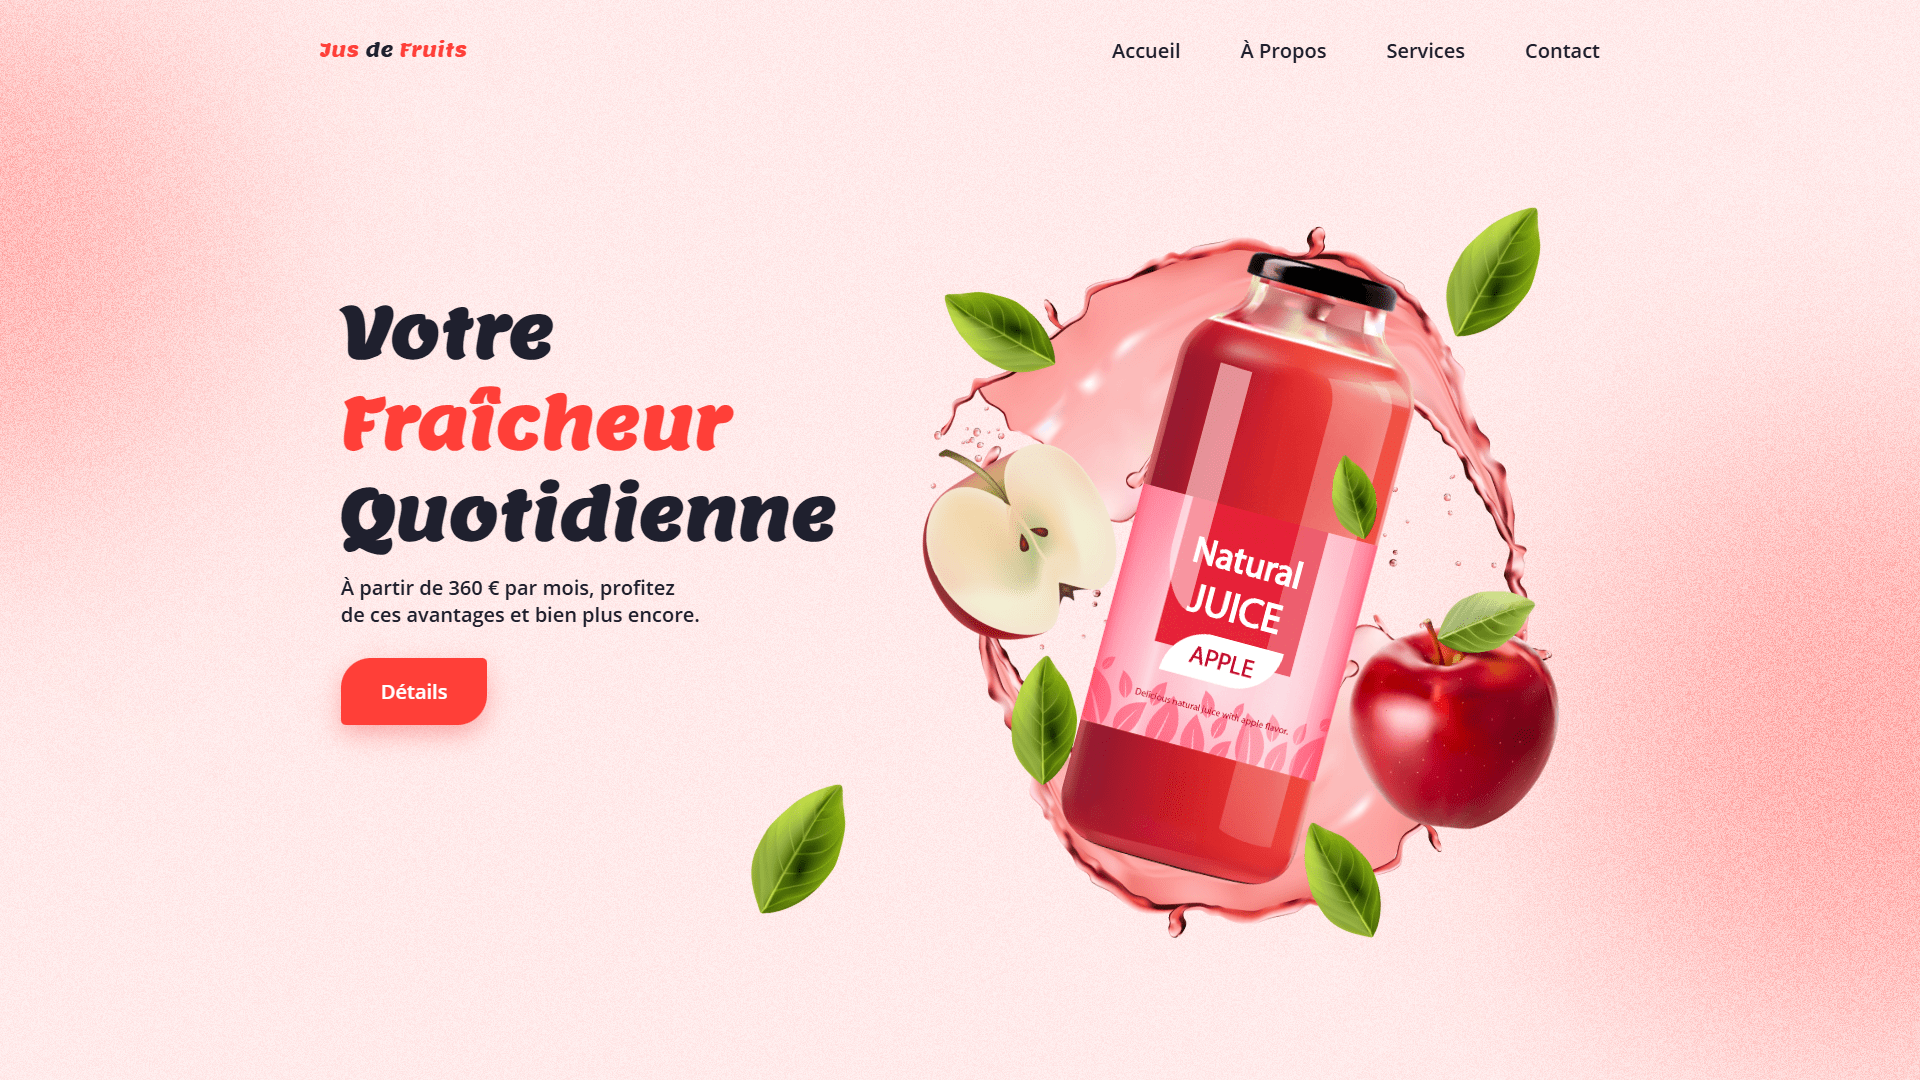 Jus de Fruits
Accueil
À Propos
Services
Contact
Votre
Fraîcheur
Quotidienne
À partir de 360 € par mois, profitez
de ces avantages et bien plus encore.
Détails
Natural
JUICE
APPLE
Delicious natural juice with apple flavor.